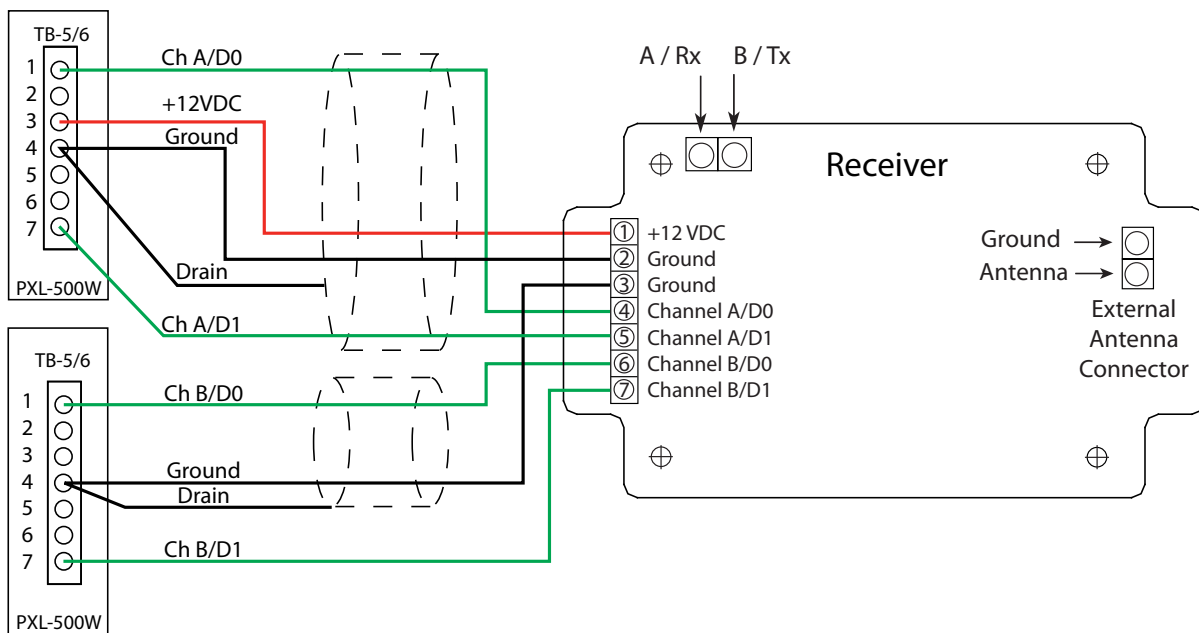 TB-5/6
1
2
3
4
5
6
7
PXL-500W
Ch A/D0
+12VDC
Ground
Drain
Ch A/D1
TB-5/6
1
2
3
4
5
6
7
PXL-500W
Ch B/D0
Ground
Drain
Ch B/D1
A / Rx
B / Tx
Receiver
1 +12 VDC
2 Ground
3 Ground
4 Channel A/D0
5 Channel A/D1
6 Channel B/D0
7 Channel B/D1
Ground
Antenna
External
Antenna
Connector